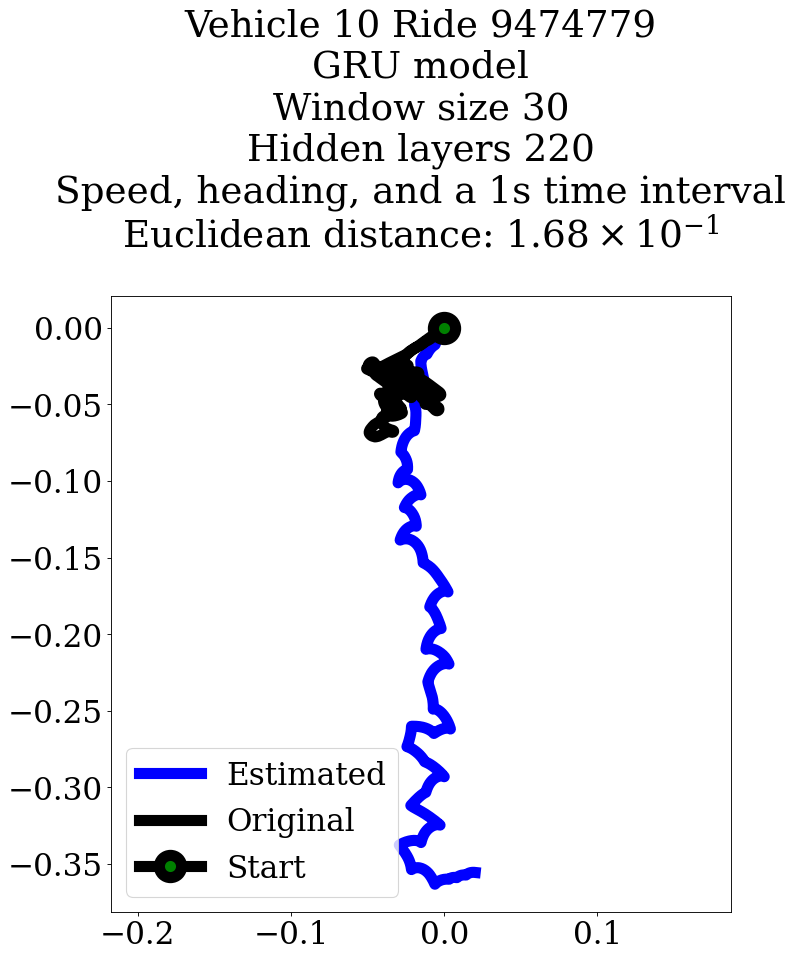 Vehicle 10 Ride 9474779
GRU model
Window size 30
Hidden layers 220
Speed, heading, and a 1s time interval
Euclidean distance: 1.68 × 10⁻¹
0.00
−0.05
−0.10
−0.15
−0.20
−0.25
−0.30
−0.35
Estimated
Original
Start
−0.2 −0.1 0.0 0.1